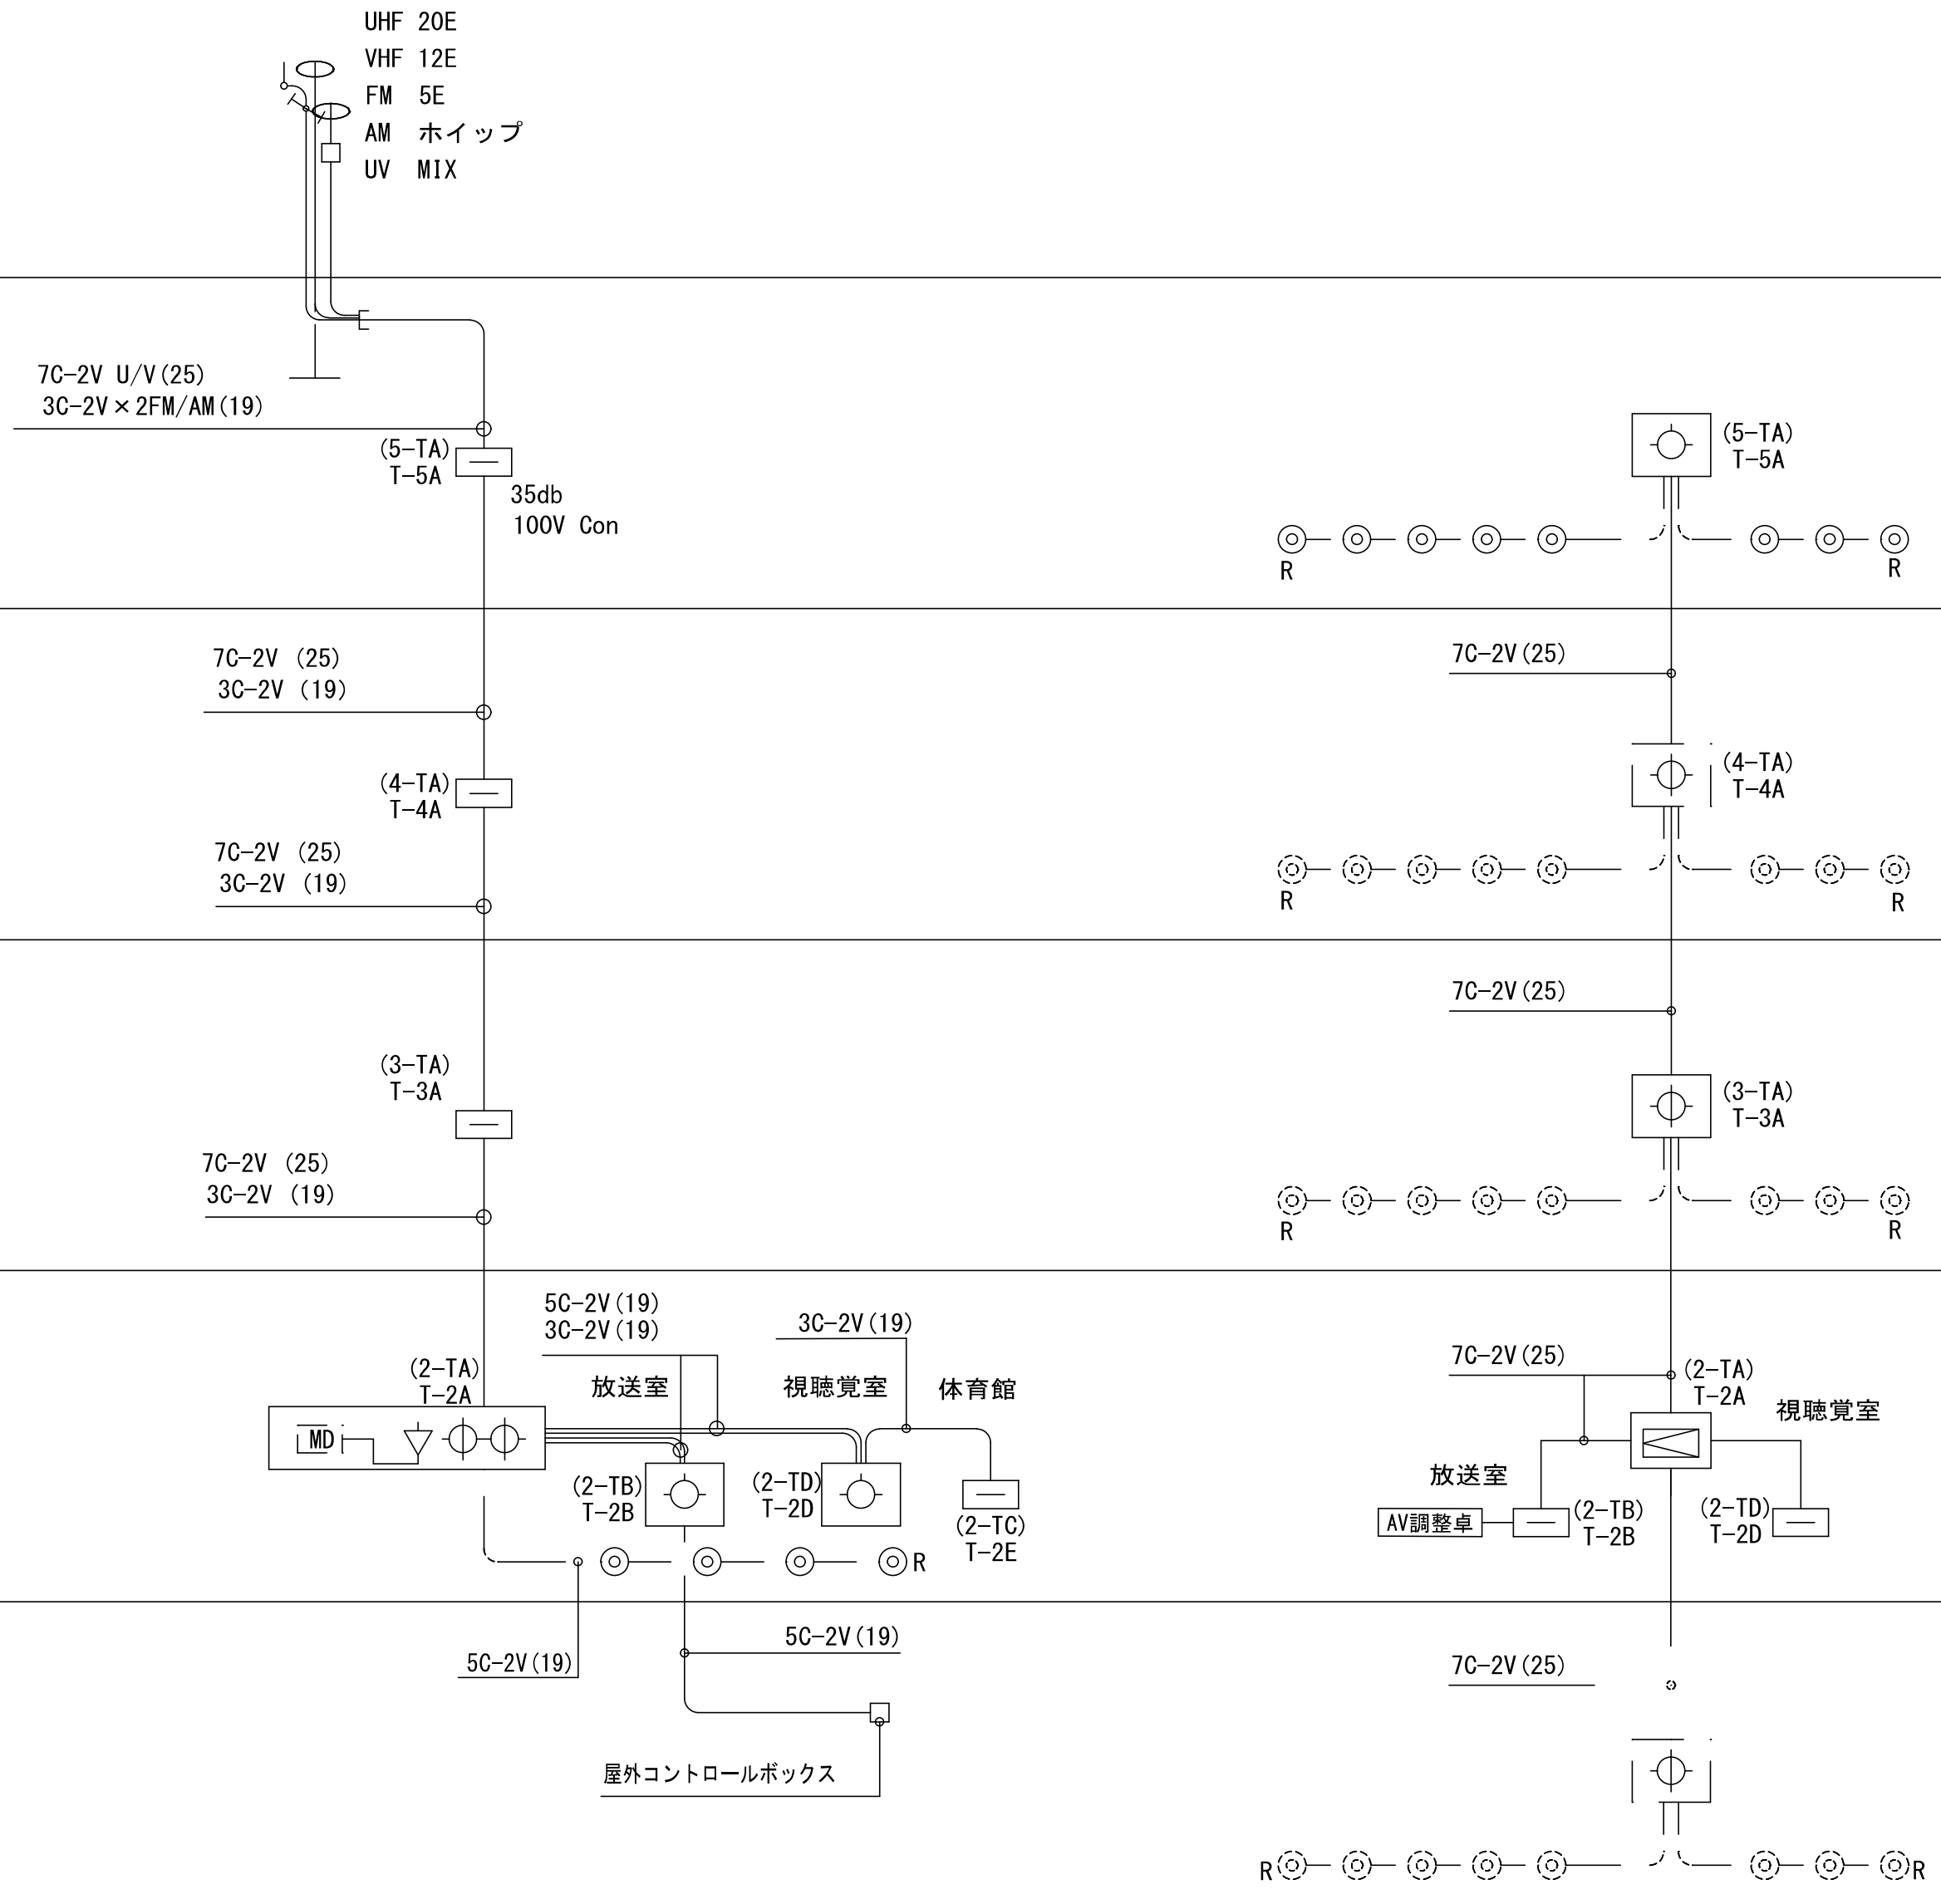 UHF 20E
VHF 12E
FM 5E
AM ホイップ
UV MIX
7C-2V U/V(25)
3C-2V×2FM/AM(19)
(5-TA)
T-5A
35db
100V Con
(5-TA)
T-5A
R
R
7C-2V (25)
3C-2V (19)
7C-2V(25)
(4-TA)
T-4A
(4-TA)
T-4A
7C-2V (25)
3C-2V (19)
R
R
7C-2V(25)
(3-TA)
T-3A
(3-TA)
T-3A
7C-2V (25)
3C-2V (19)
R
R
5C-2V(19)
3C-2V(19)
3C-2V(19)
(2-TA)
T-2A
放送室
視聴覚室
体育館
MD
(2-TB)
T-2B
(2-TD)
T-2D
(2-TC)
T-2E
R
7C-2V(25)
(2-TA)
T-2A
視聴覚室
放送室
AV調整卓
(2-TB)
T-2B
(2-TD)
T-2D
5C-2V(19)
5C-2V(19)
屋外コントロールボックス
7C-2V(25)
R
R